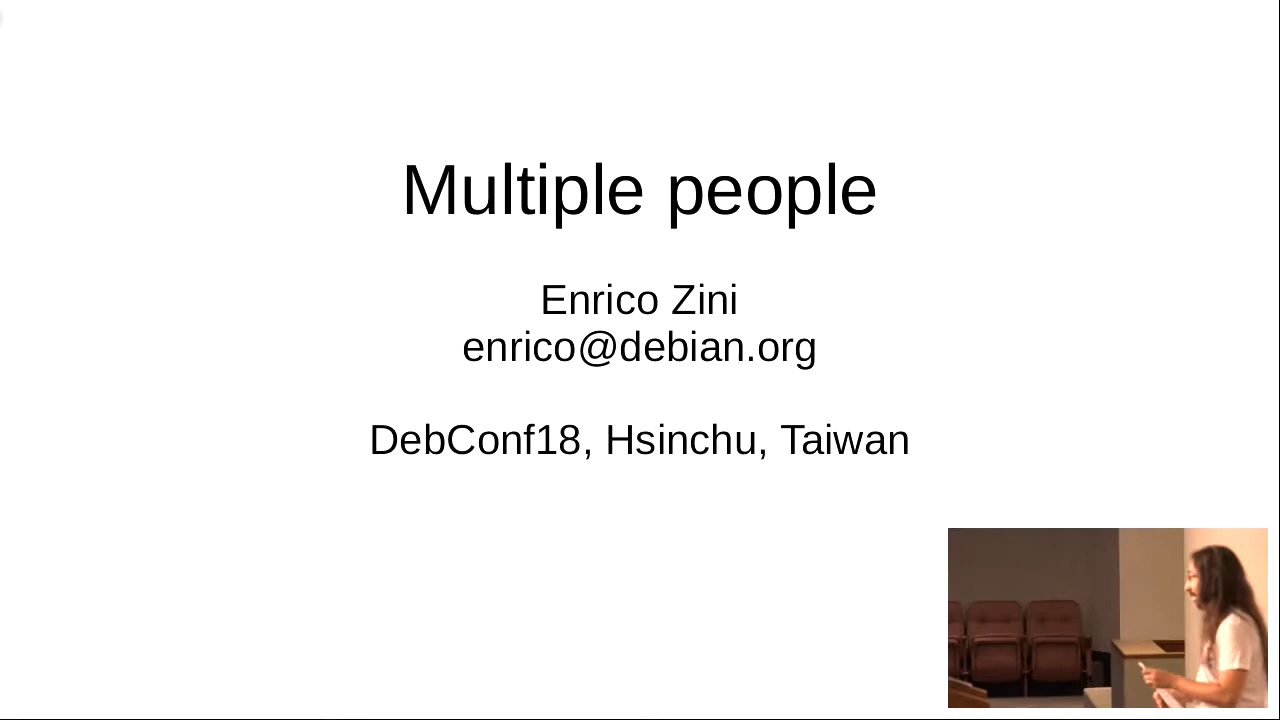 Multiple people
Enrico Zini
enrico@debian.org
DebConf18, Hsinchu, Taiwan